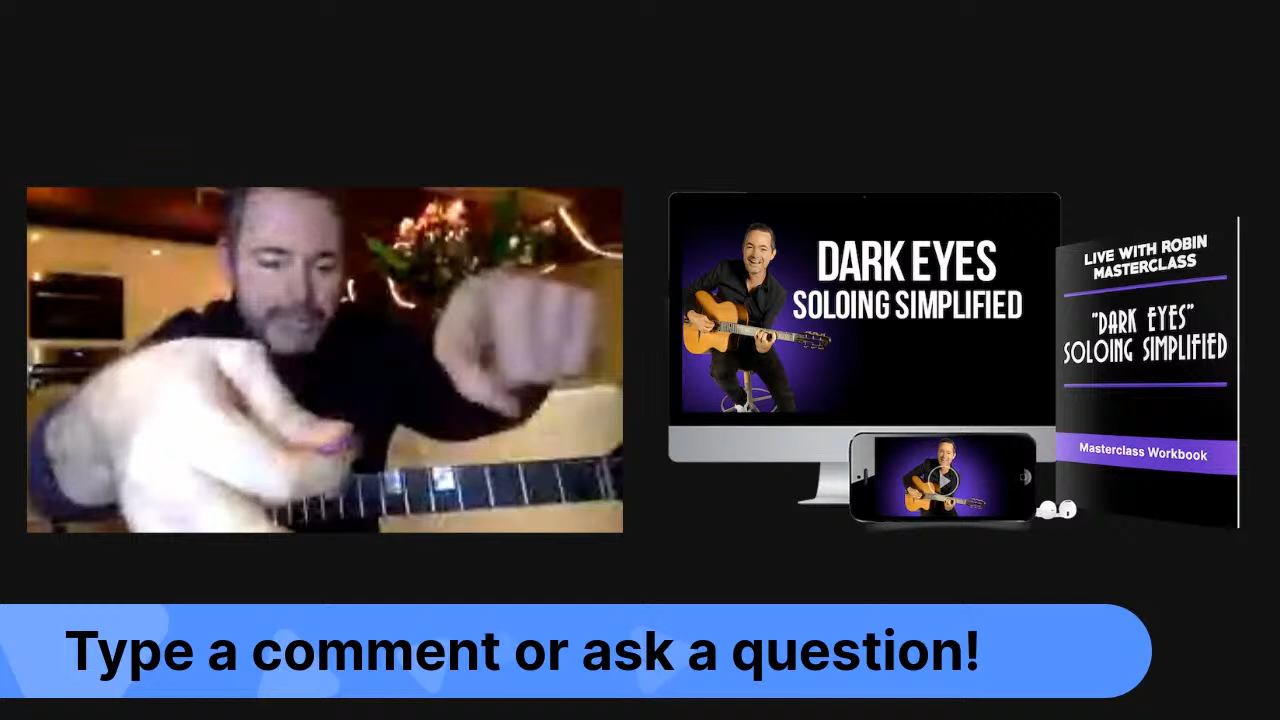 DARK EYES
SOLOING SIMPLIFIED
LIVE WITH ROBIN
MASTERCLASS
"DARK EYES"
SOLOING SIMPLIFIED
Masterclass Workbook
Type a comment or ask a question!